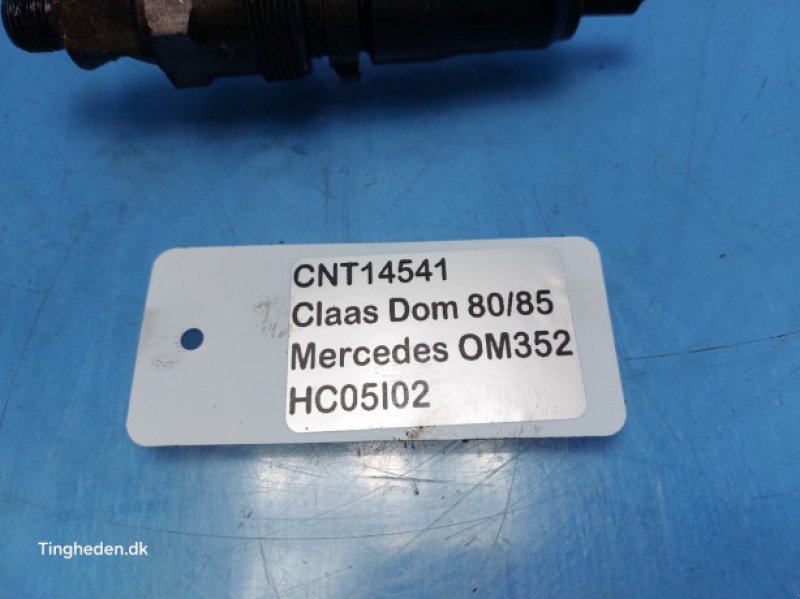 CNT14541
Claas Dom 80/85
Mercedes OM352
HC05I02
Tingheden.dk